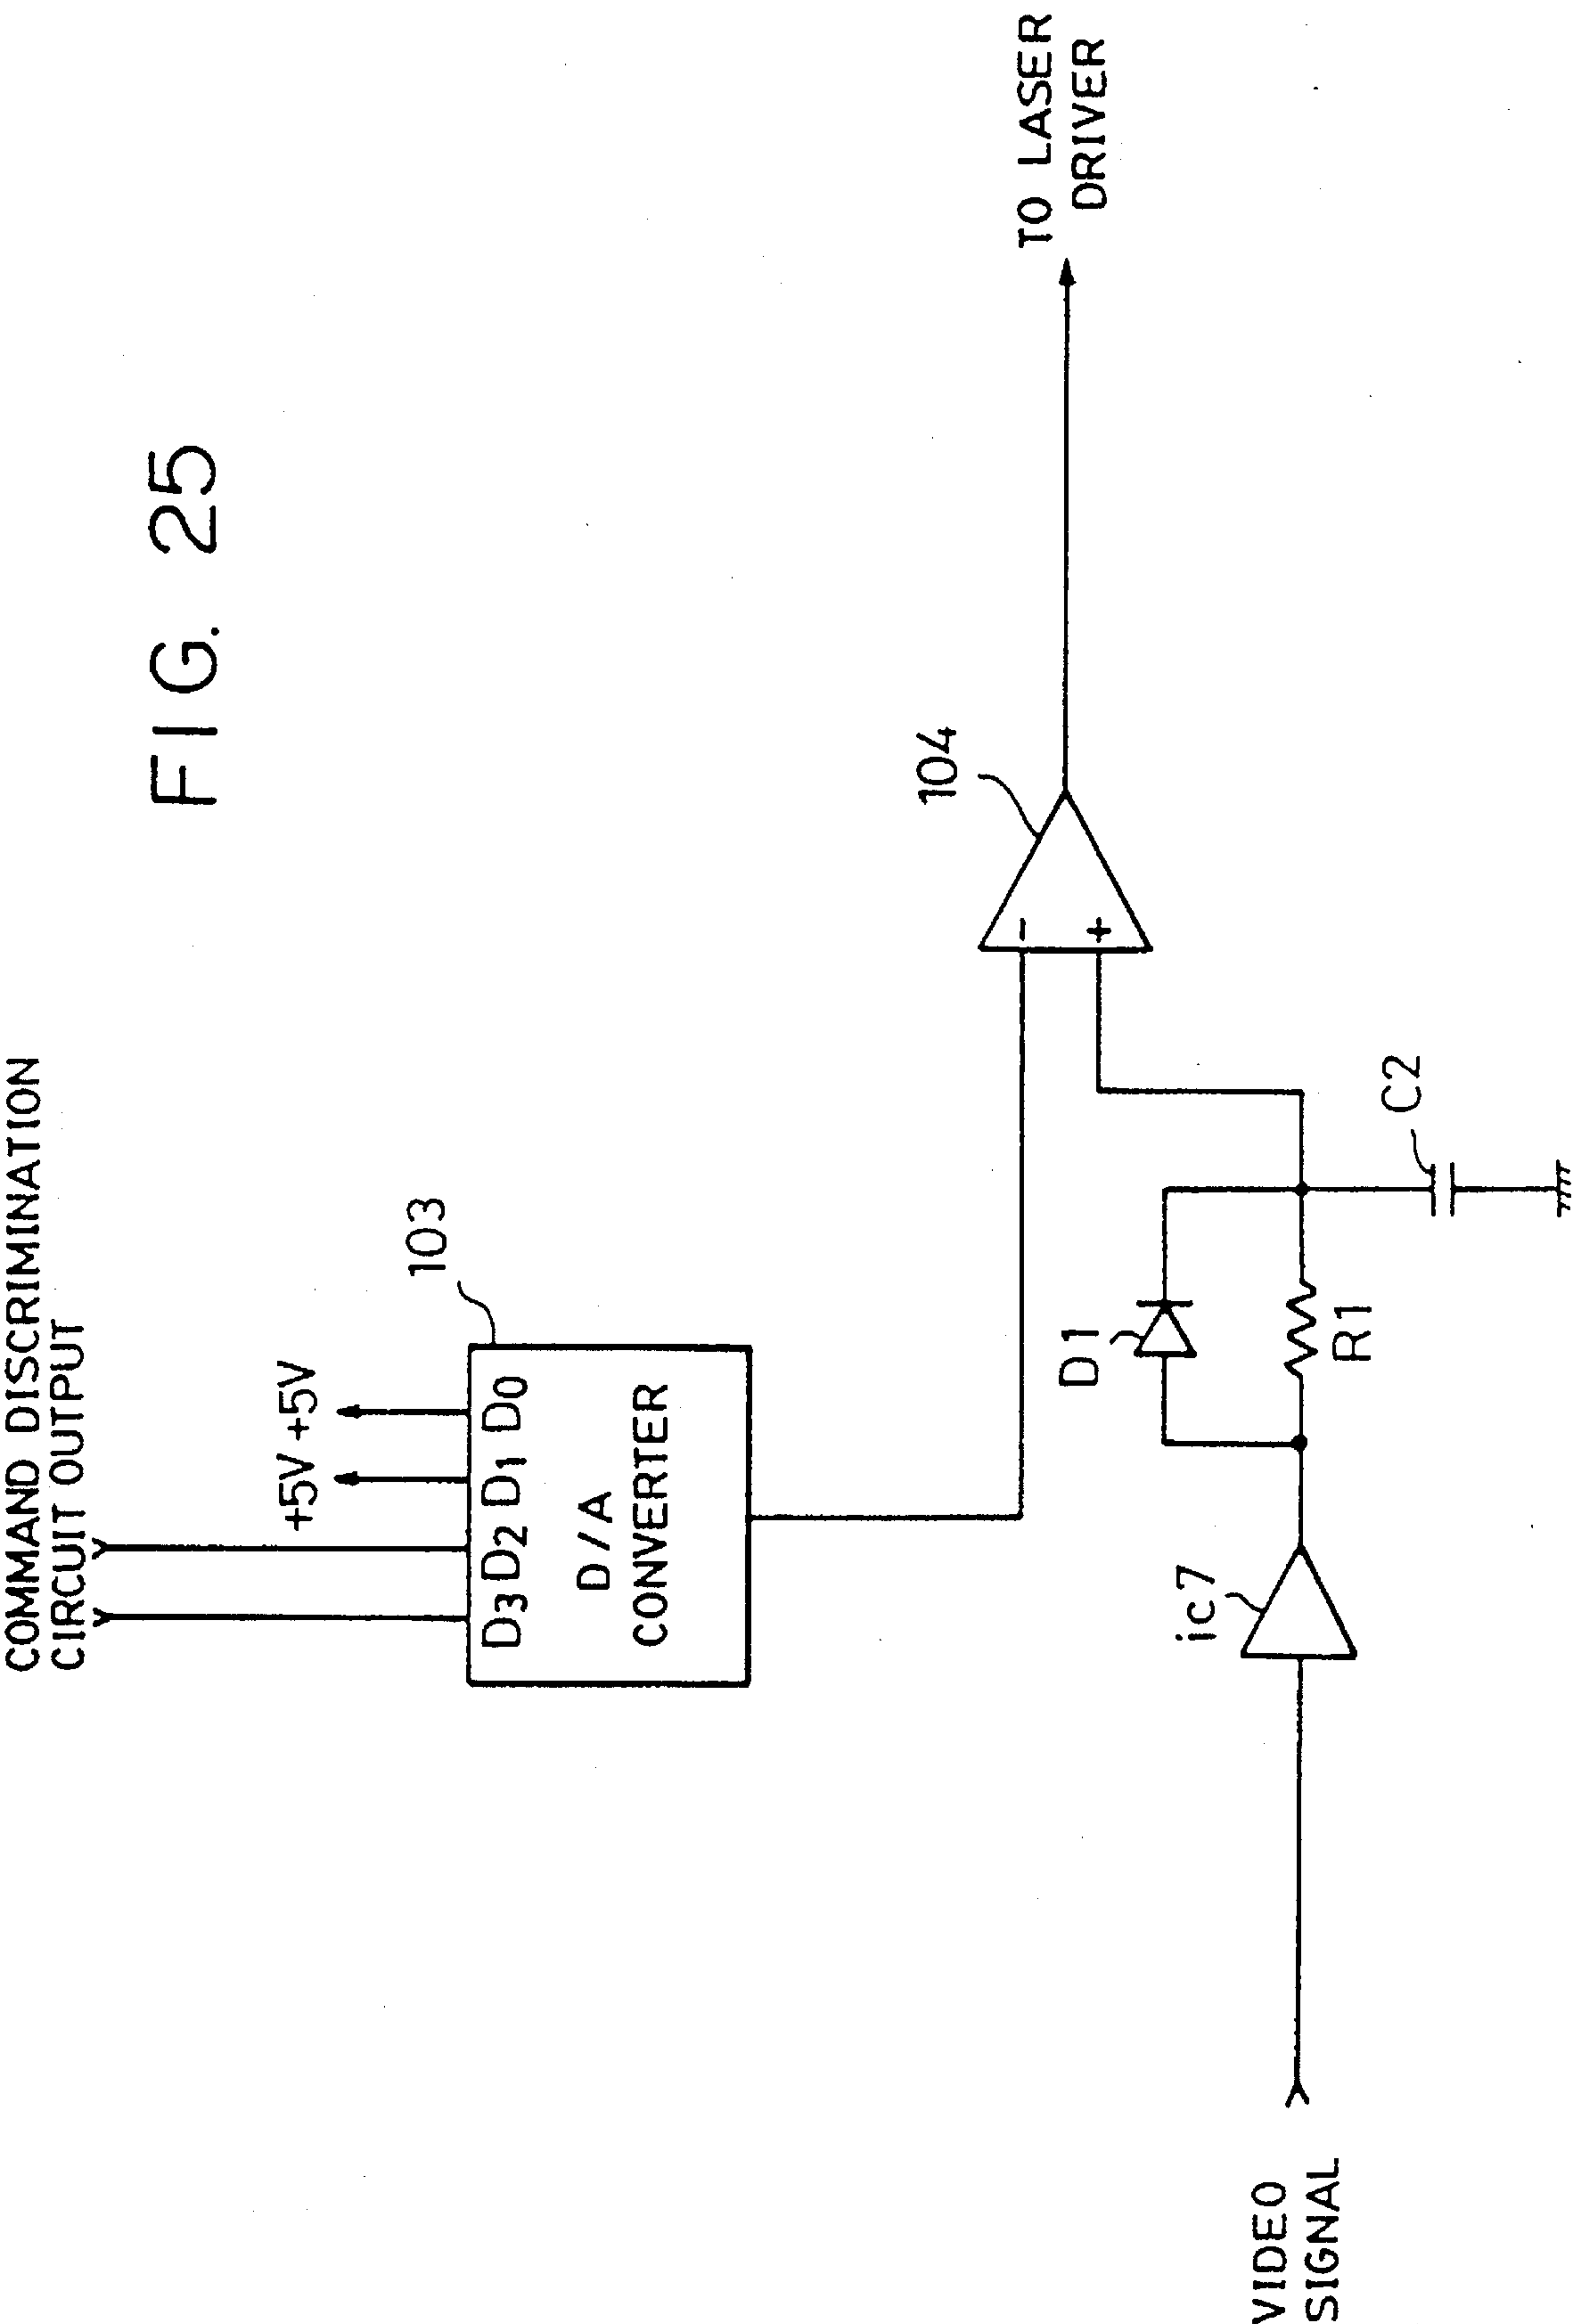 FIG. 25
COMMAND DISCRIMINATION
CIRCUIT OUTPUT
+5V +5V
103
D3 D2 D1 D0
D/A
CONVERTER
104
-
+
TO LASER
DRIVER
D1
R1
C2
ic7
VIDEO
SIGNAL